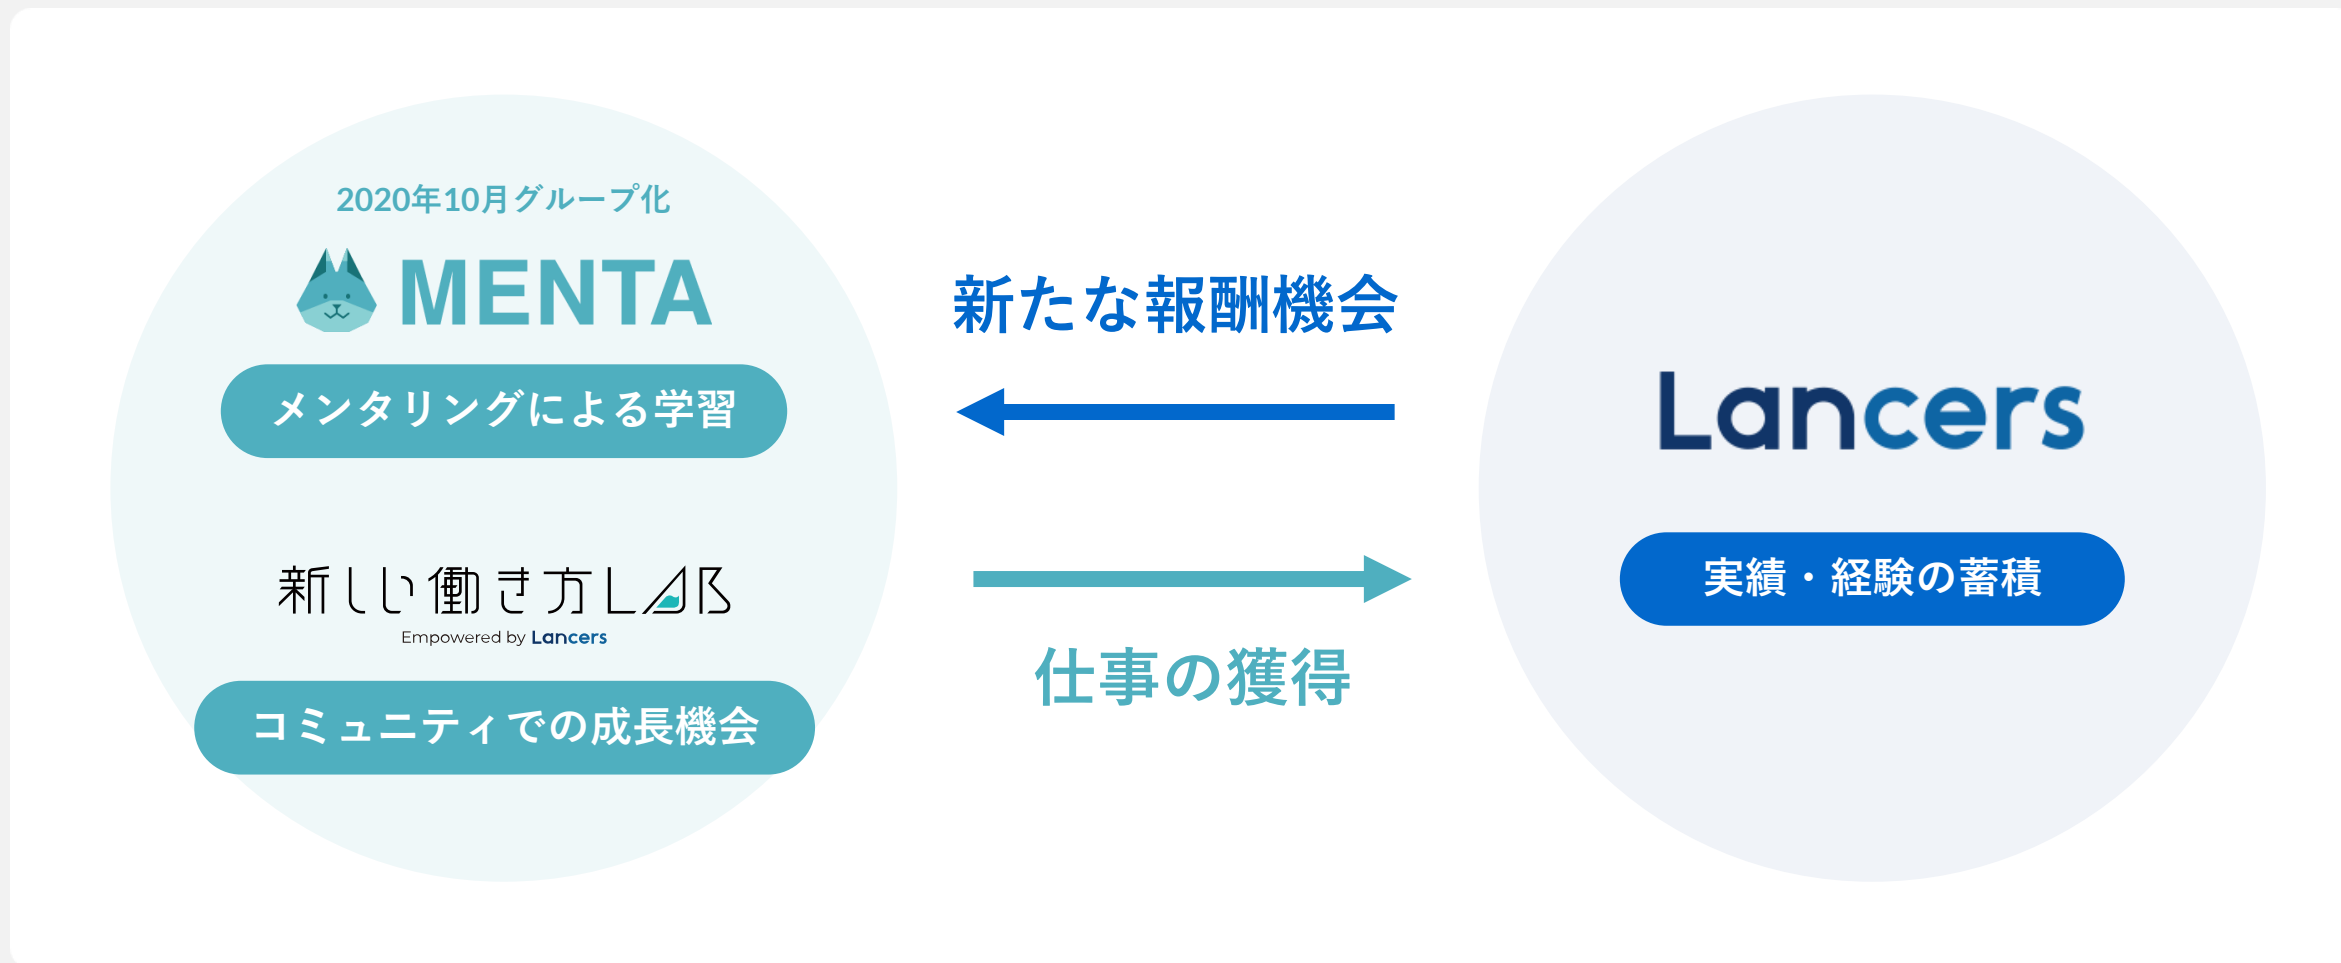 2020年10月グループ化
MENTA
メンタリングによる学習
新しい働き方LAB
Empowered by Lancers
コミュニティでの成長機会
新たな報酬機会
仕事の獲得
Lancers
実績・経験の蓄積